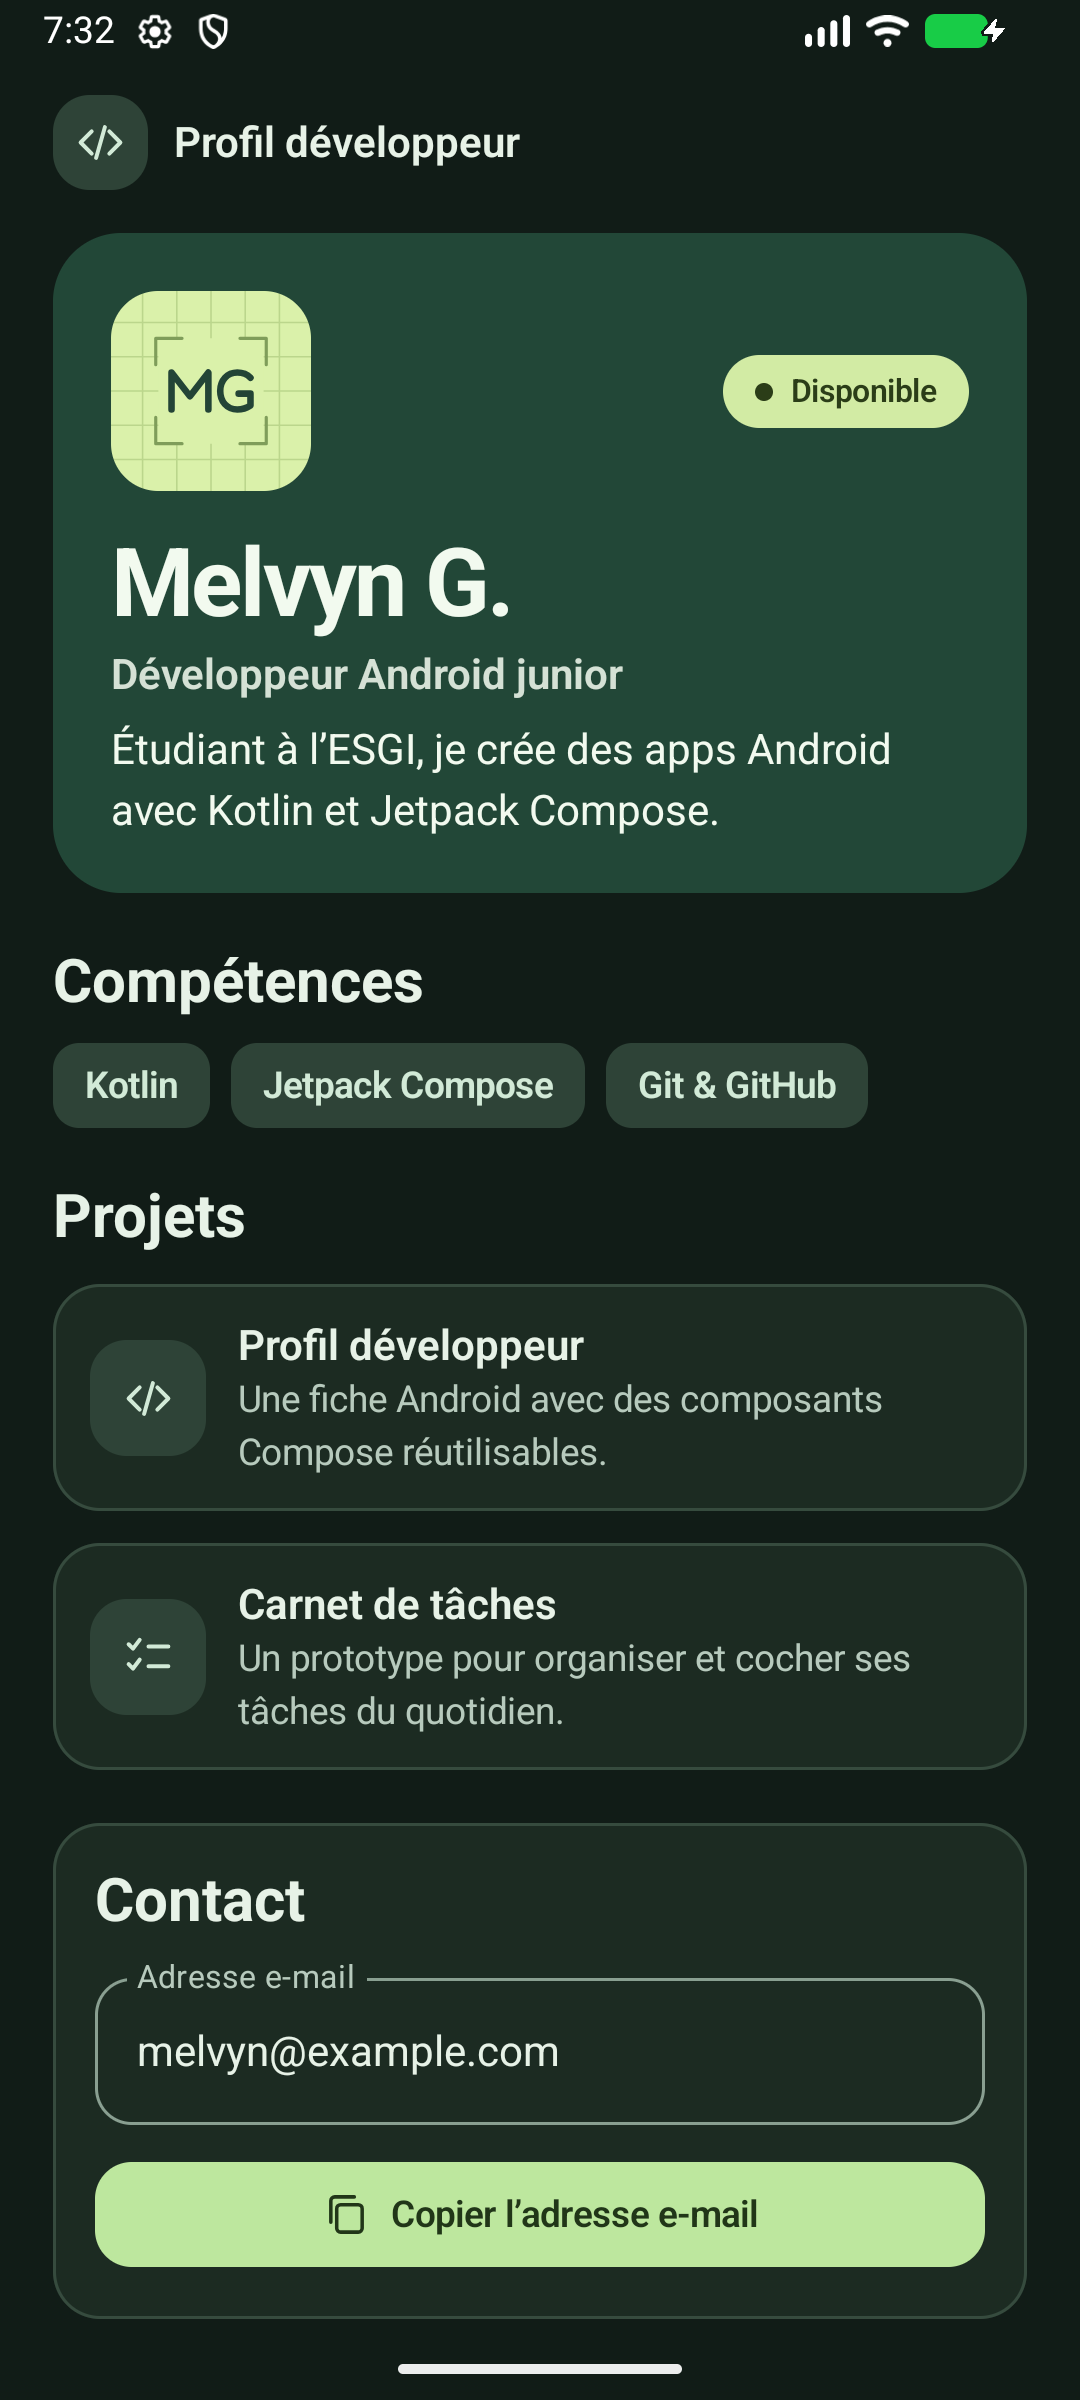 7:32
Profil développeur
MG
Disponible
Melvyn G.
Développeur Android junior
Étudiant à l’ESGI, je crée des apps Android
avec Kotlin et Jetpack Compose.
Compétences
Kotlin
Jetpack Compose
Git & GitHub
Projets
Profil développeur
Une fiche Android avec des composants
Compose réutilisables.
Carnet de tâches
Un prototype pour organiser et cocher ses
tâches du quotidien.
Contact
Adresse e-mail
melvyn@example.com
Copier l’adresse e-mail